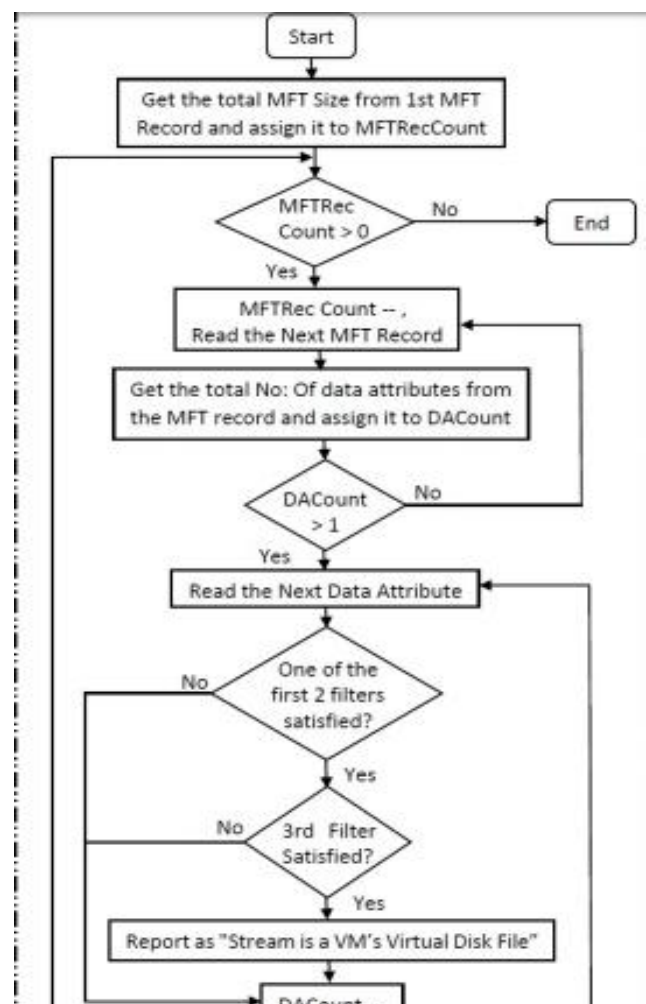 Start
Get the total MFT Size from 1st MFT
Record and assign it to MFTRecCount
MFTRec
Count > 0
No
End
Yes
MFTRec Count -- ,
Read the Next MFT Record
Get the total No: Of data attributes from
the MFT record and assign it to DACount
DACount
> 1
No
Yes
Read the Next Data Attribute
One of the
first 2 filters
satisfied?
No
Yes
3rd Filter
Satisfied?
No
Yes
Report as "Stream is a VM's Virtual Disk File"
DACount